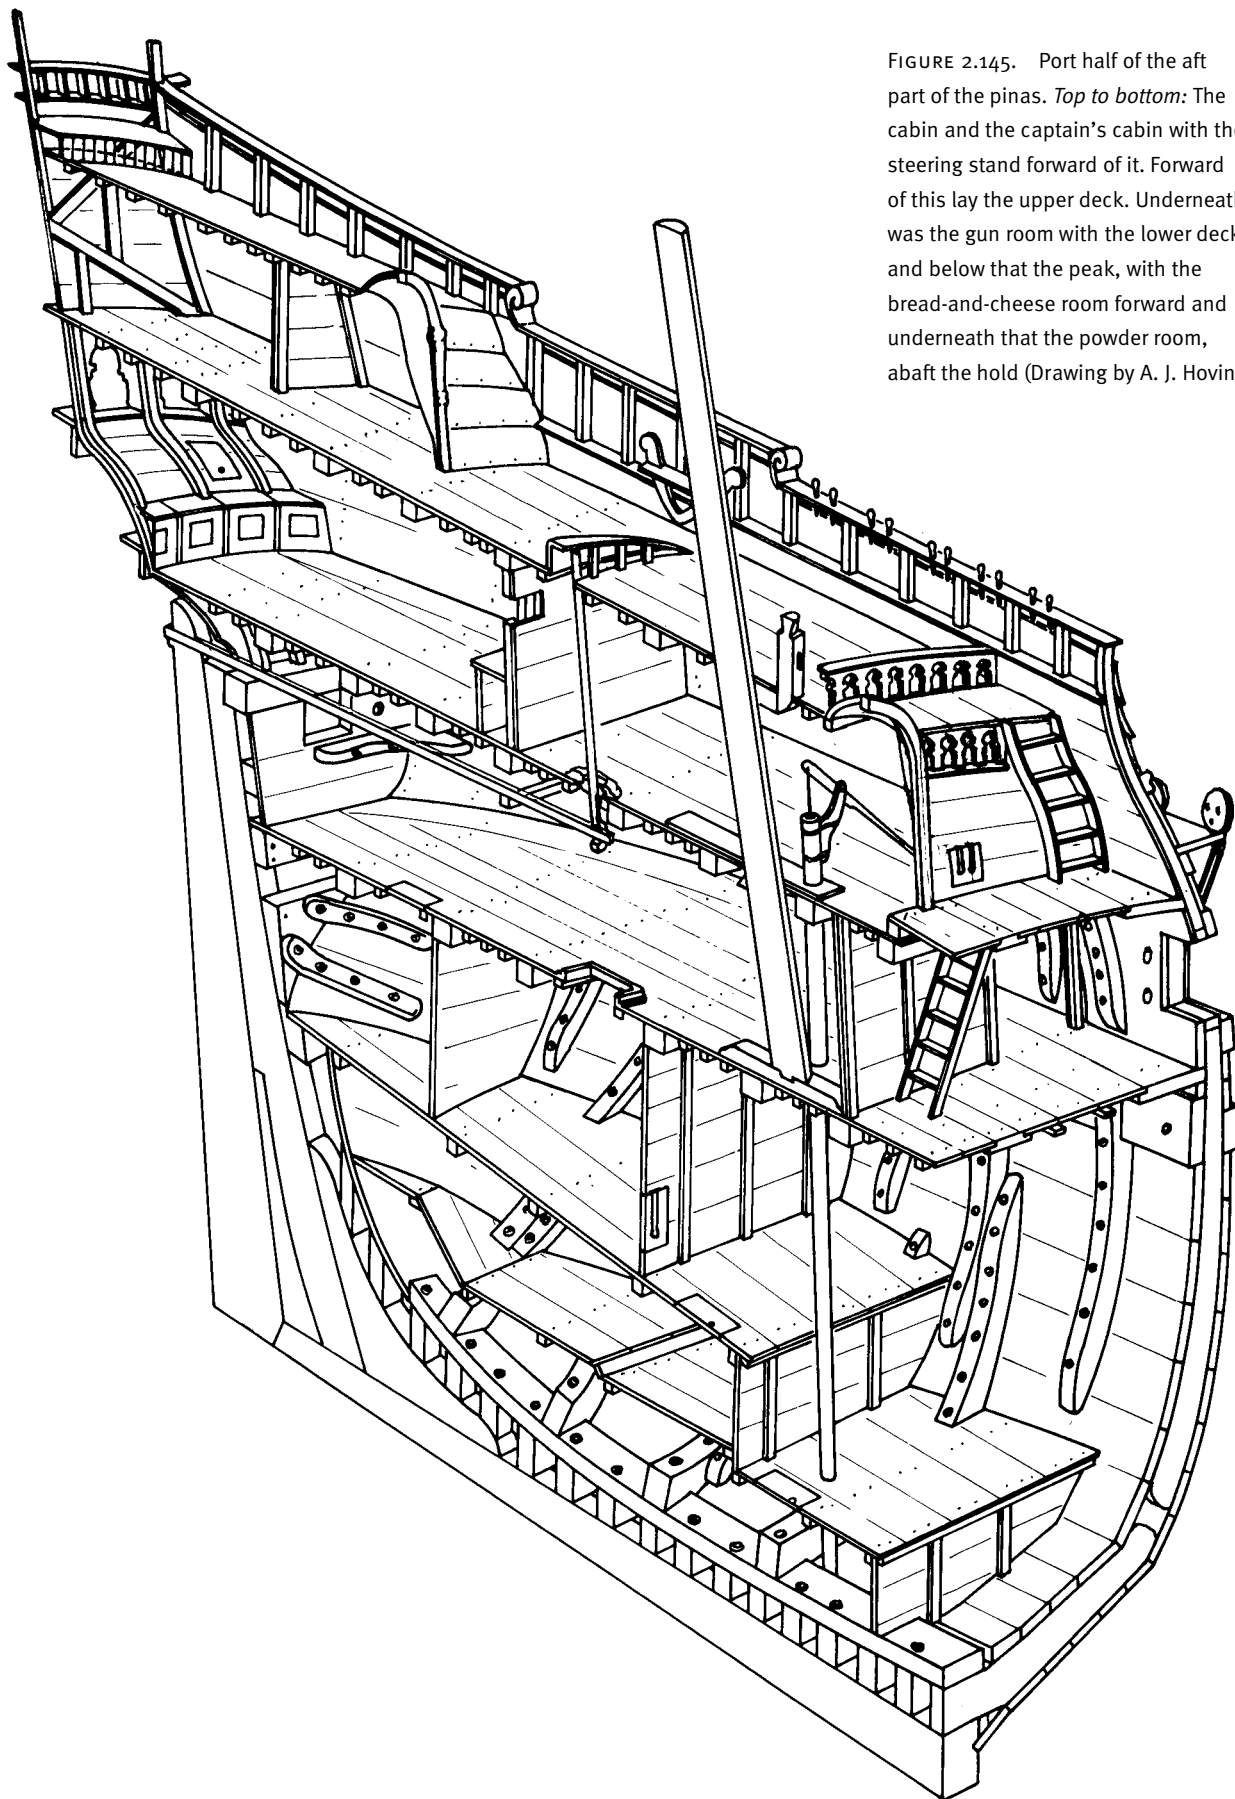 FIGURE 2.145. Port half of the aft
part of the pinas. Top to bottom: The
cabin and the captain’s cabin with the
steering stand forward of it. Forward
of this lay the upper deck. Underneath
was the gun room with the lower deck
and below that the peak, with the
bread-and-cheese room forward and
underneath that the powder room,
abaft the hold (Drawing by A. J. Hovin